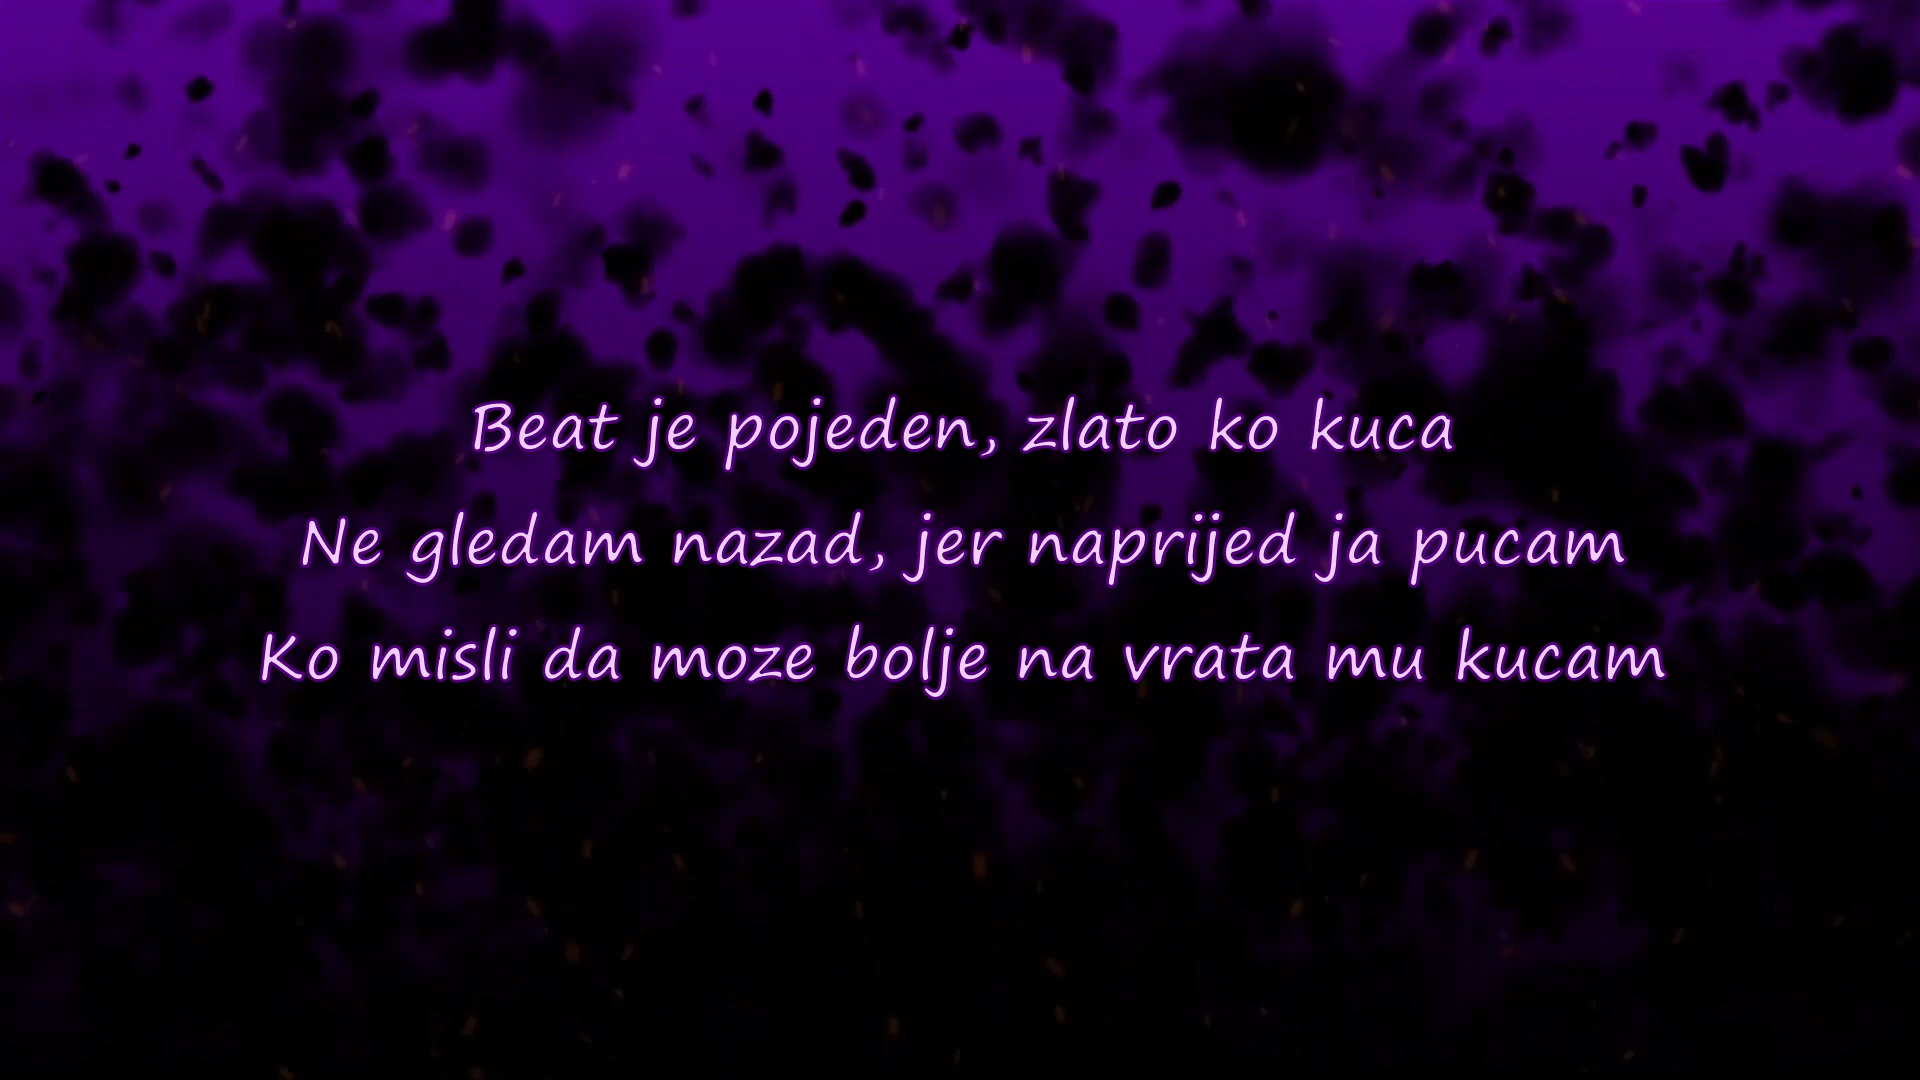 Beat je pojeden, zlato ko kuca
Ne gledam nazad, jer naprijed ja pucam
Ko misli da moze bolje na vrata mu kucam